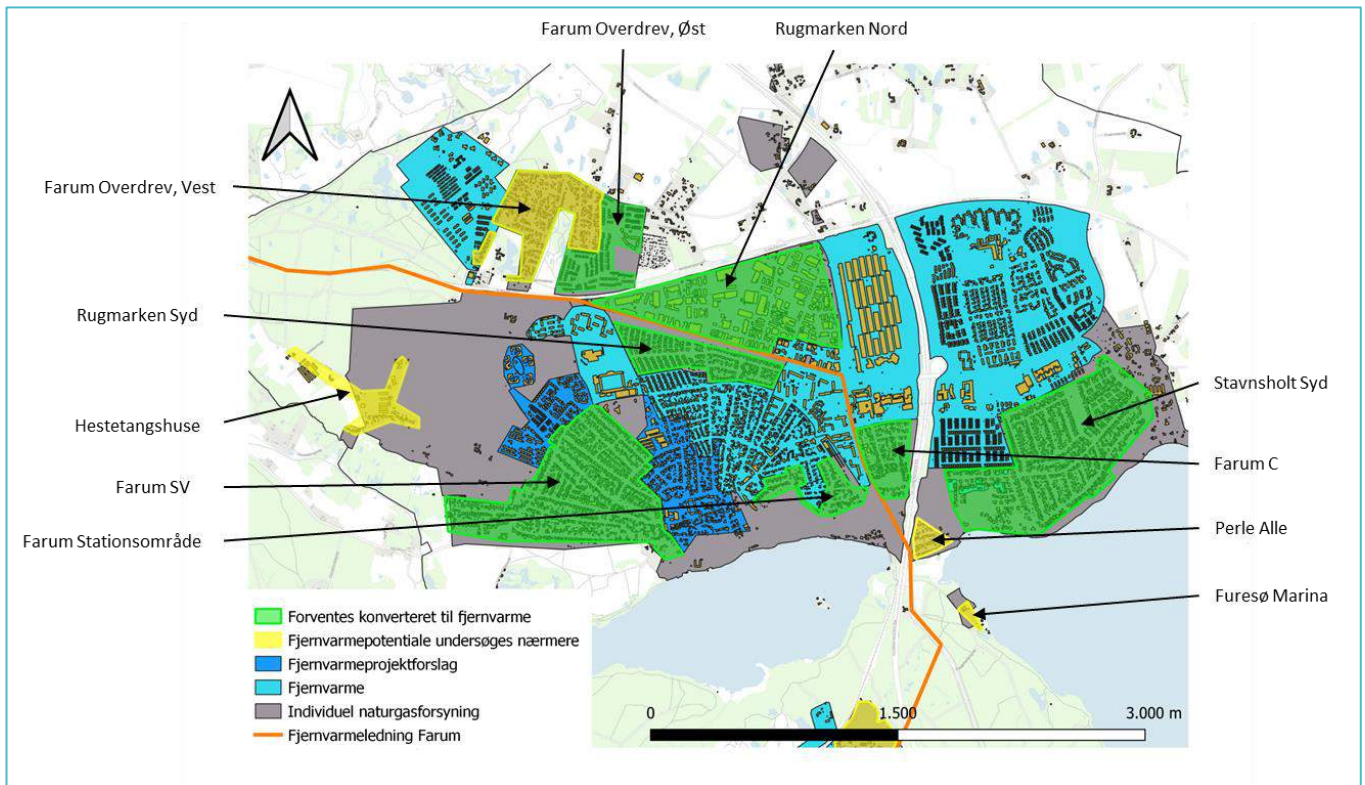 Farum Overdrev, Øst
Rugmarken Nord
Farum Overdrev, Vest
Rugmarken Syd
Stavnsholt Syd
Hestetangshuse
Farum C
Farum SV
Perle Alle
Farum Stationsområde
Furesø Marina
Forventes konverteret til fjernvarme
Fjernvarmepotentiale undersøges nærmere
Fjernvarmeprojektforslag
Fjernvarme
Individuel naturgasforsyning
Fjernvarmeledning Farum
0 1.500 3.000 m